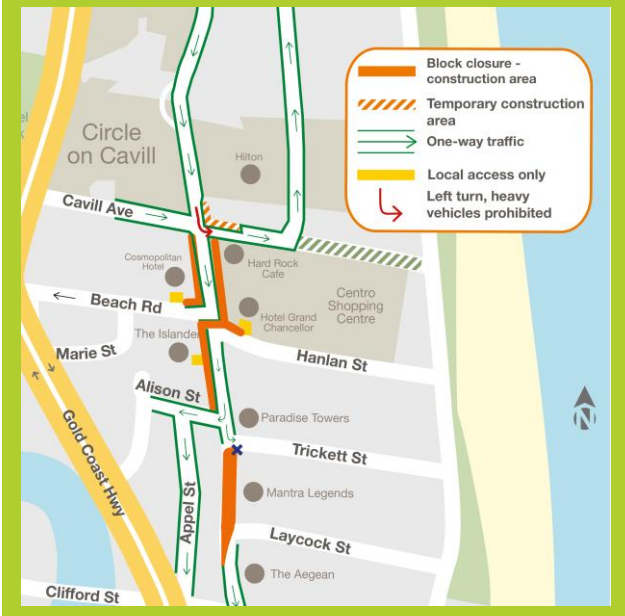 Block closure -
construction area
Temporary construction
area
One-way traffic
Local access only
Left turn, heavy
vehicles prohibited
Circle
on Cavill
Hilton
Cavill Ave
Cosmopolitan
Hotel
Hard Rock
Cafe
Beach Rd
Hotel Grand
Chancellor
Centro
Shopping
Centre
The Islander
Marie St
Hanlan St
Alison St
Paradise Towers
N
Gold Coast Hwy
Trickett St
Appel St
Mantra Legends
Laycock St
The Aegean
Clifford St